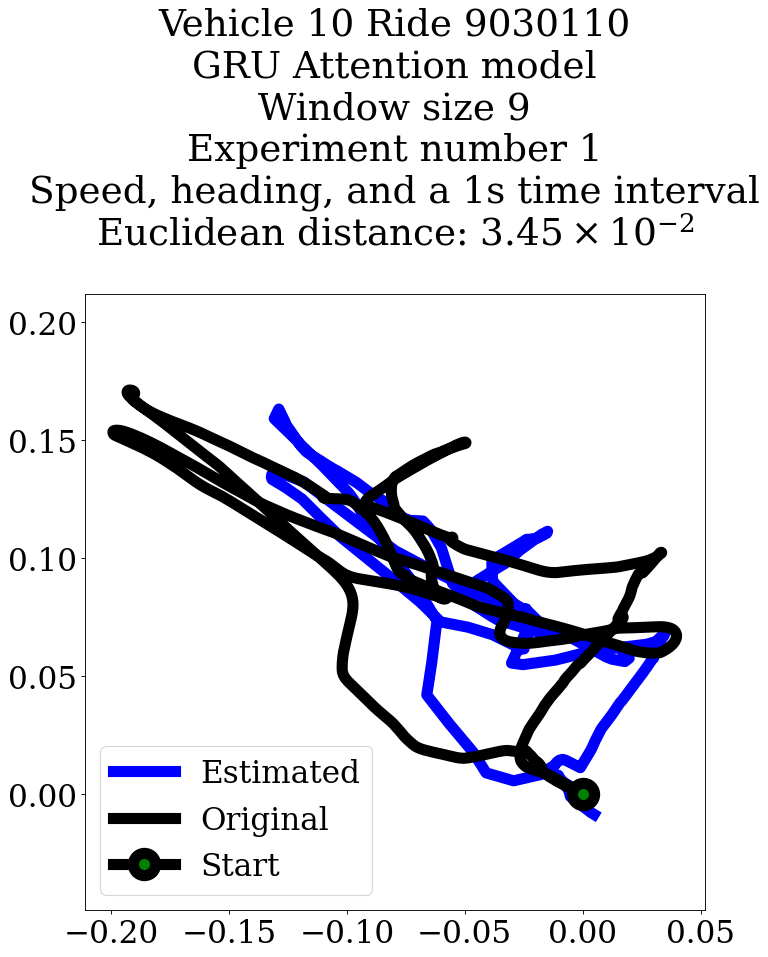 Vehicle 10 Ride 9030110
GRU Attention model
Window size 9
Experiment number 1
Speed, heading, and a 1s time interval
Euclidean distance: 3.45 × 10⁻²
0.20
0.15
0.10
0.05
0.00
Estimated
Original
Start
−0.20 −0.15 −0.10 −0.05 0.00 0.05